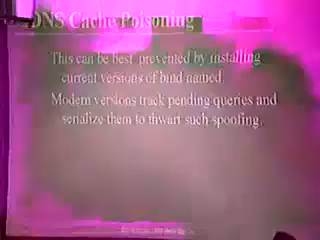 DNS Cache Poisoning
This can be best prevented by installing
current versions of bind-named.
Modern versions track pending queries and
serialize them to thwart such spoofing.